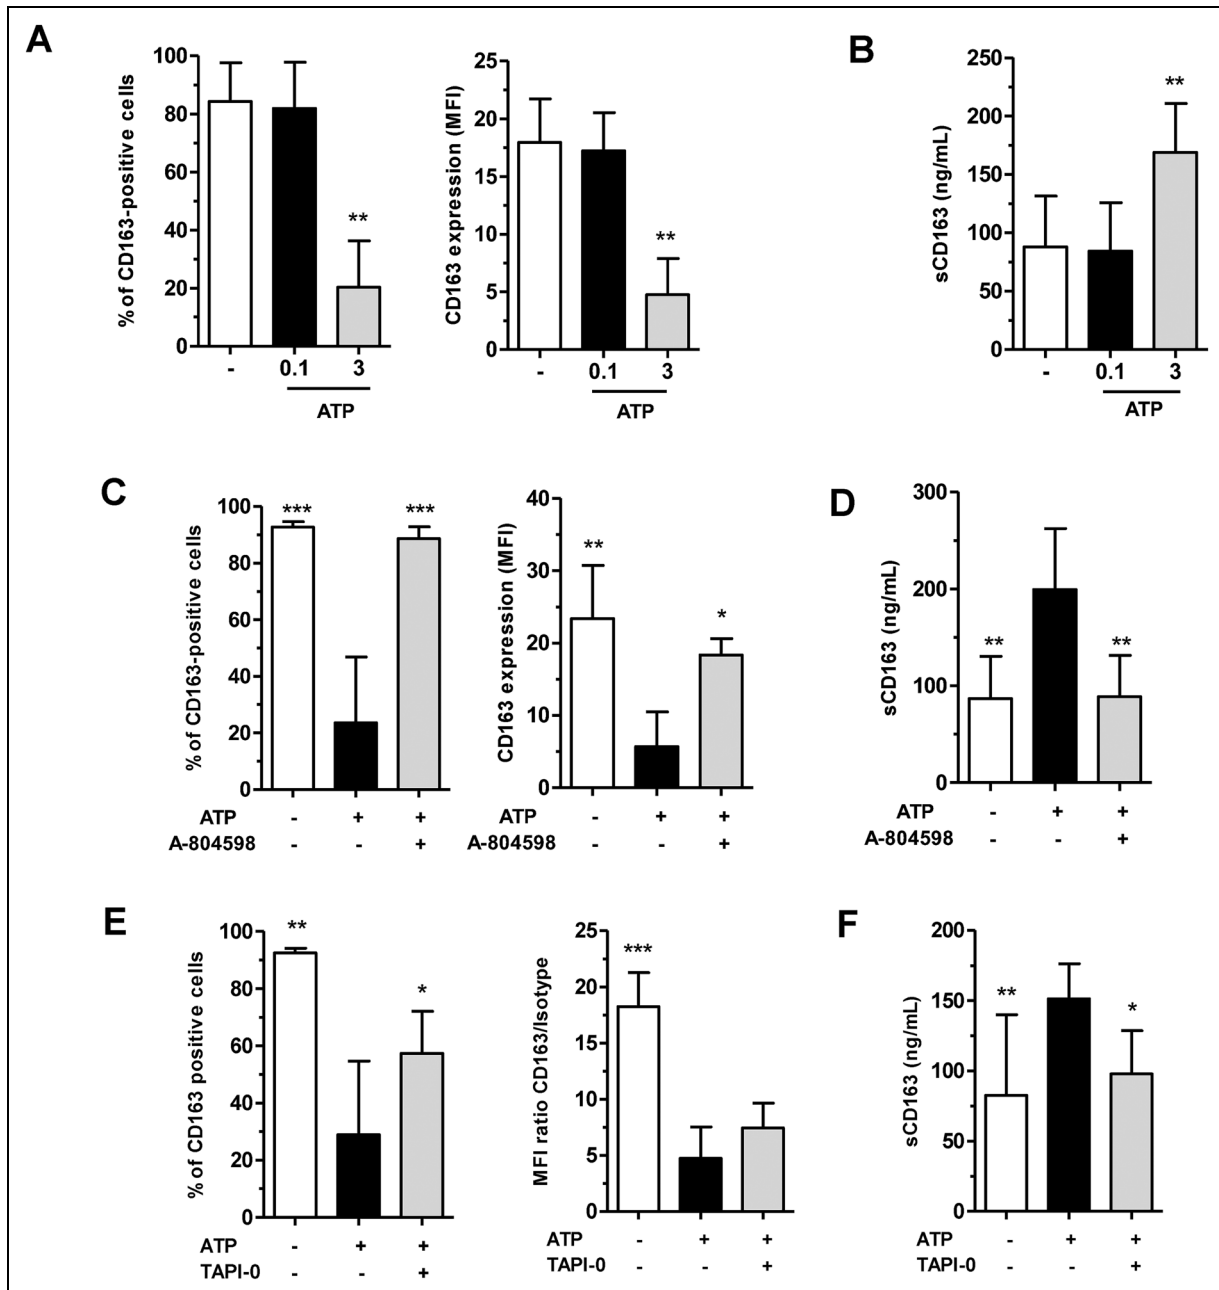 A
% of CD163-positive cells
100
80
60
40
20
0
**
- 0.1 3
ATP
CD163 expression (MFI)
25
20
15
10
5
0
**
- 0.1 3
ATP
B
sCD163 (ng/mL)
250
200
150
100
50
0
**
- 0.1 3
ATP
C
% of CD163-positive cells
100
80
60
40
20
0
*** ***
ATP - + +
A-804598 - - +
CD163 expression (MFI)
40
30
20
10
0
** *
ATP - + +
A-804598 - - +
D
sCD163 (ng/mL)
300
200
100
0
** **
ATP - + +
A-804598 - - +
E
% of CD163 positive cells
100
80
60
40
20
0
** *
ATP - + +
TAPI-0 - - +
MFI ratio CD163/Isotype
25
20
15
10
5
0
***
ATP - + +
TAPI-0 - - +
F
sCD163 (ng/mL)
200
150
100
50
0
** *
ATP - + +
TAPI-0 - - +